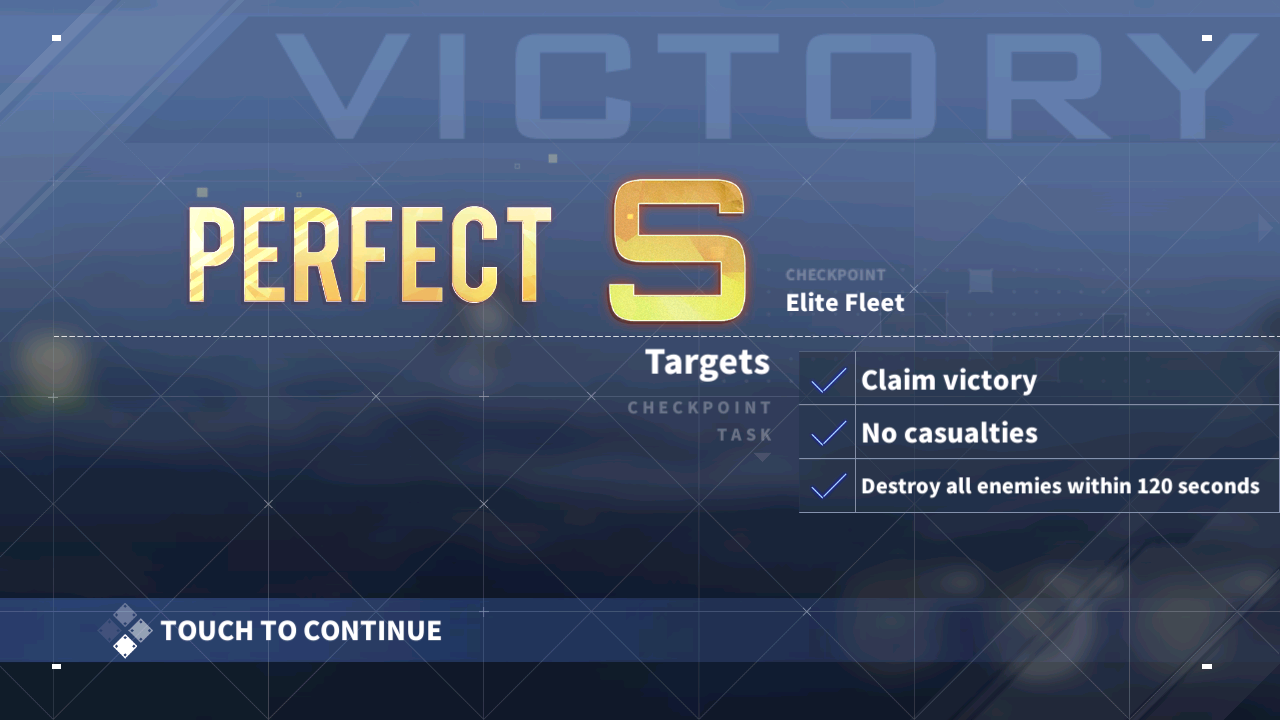 VICTORY
PERFECT S
CHECKPOINT
Elite Fleet
Targets
CHECKPOINT
TASK
Claim victory
No casualties
Destroy all enemies within 120 seconds
TOUCH TO CONTINUE